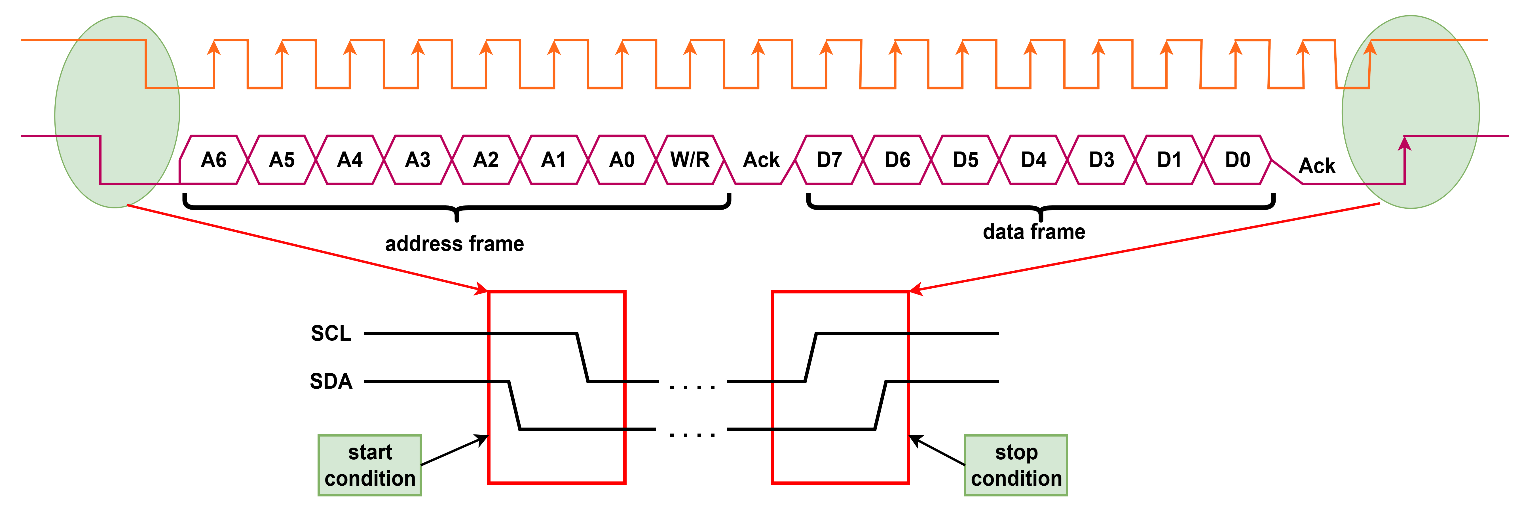 A6 A5 A4 A3 A2 A1 A0 W/R Ack D7 D6 D5 D4 D3 D1 D0 Ack
address frame
data frame
SCL
SDA
. . . .
. . . .
start
condition
stop
condition